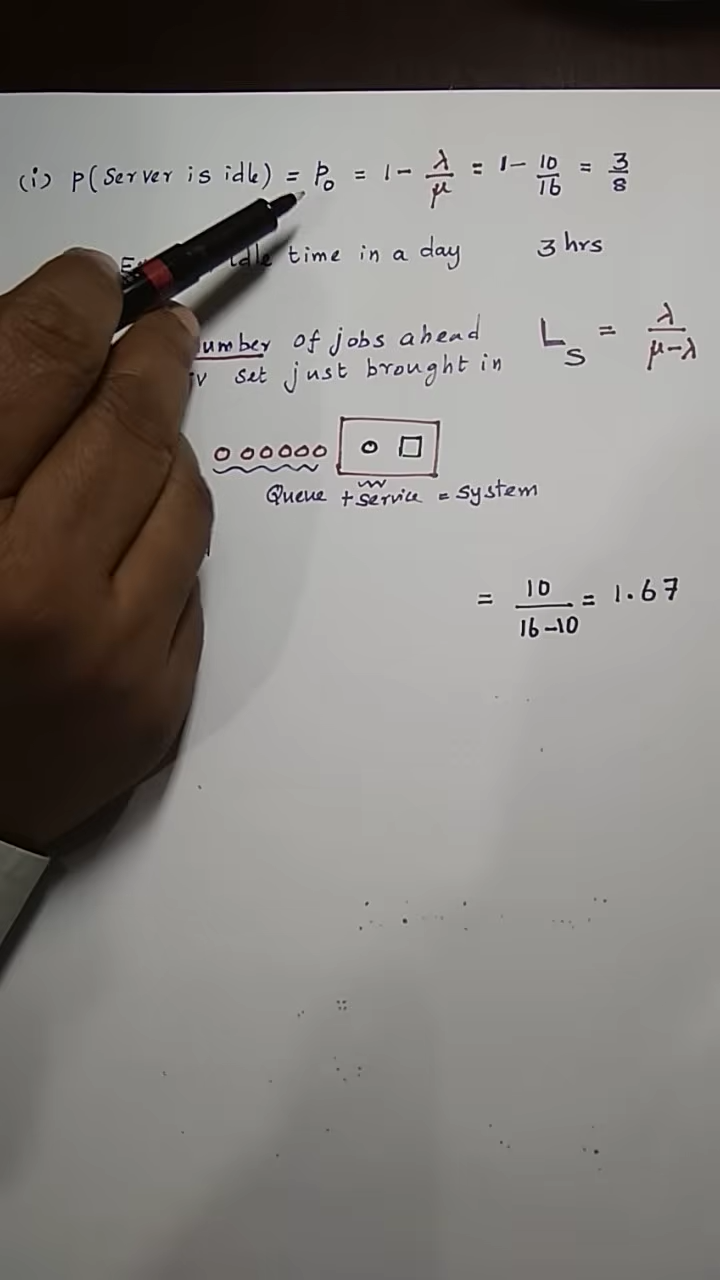 (i) P(Server is idle) = P₀ = 1 - λ/μ = 1 - 10/16 = 3/8
idle time in a day 3 hrs
umber of jobs ahead L_S = λ/(μ-λ)
set just brought in
Queue + Service = System
= 10/(16-10) = 1.67